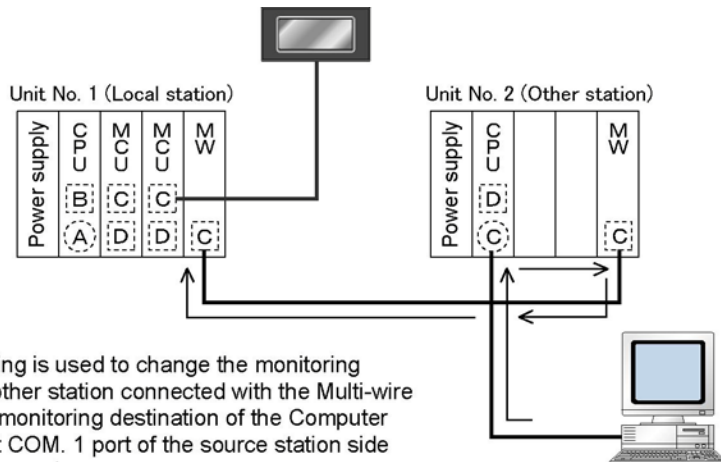 Unit No. 1 (Local station)
Power supply
CPU
B
A
MCU
C
D
MCU
C
D
MW
C
Unit No. 2 (Other station)
Power supply
CPU
D
C
MW
C
ing is used to change the monitoring
other station connected with the Multi-wire
monitoring destination of the Computer
t COM. 1 port of the source station side